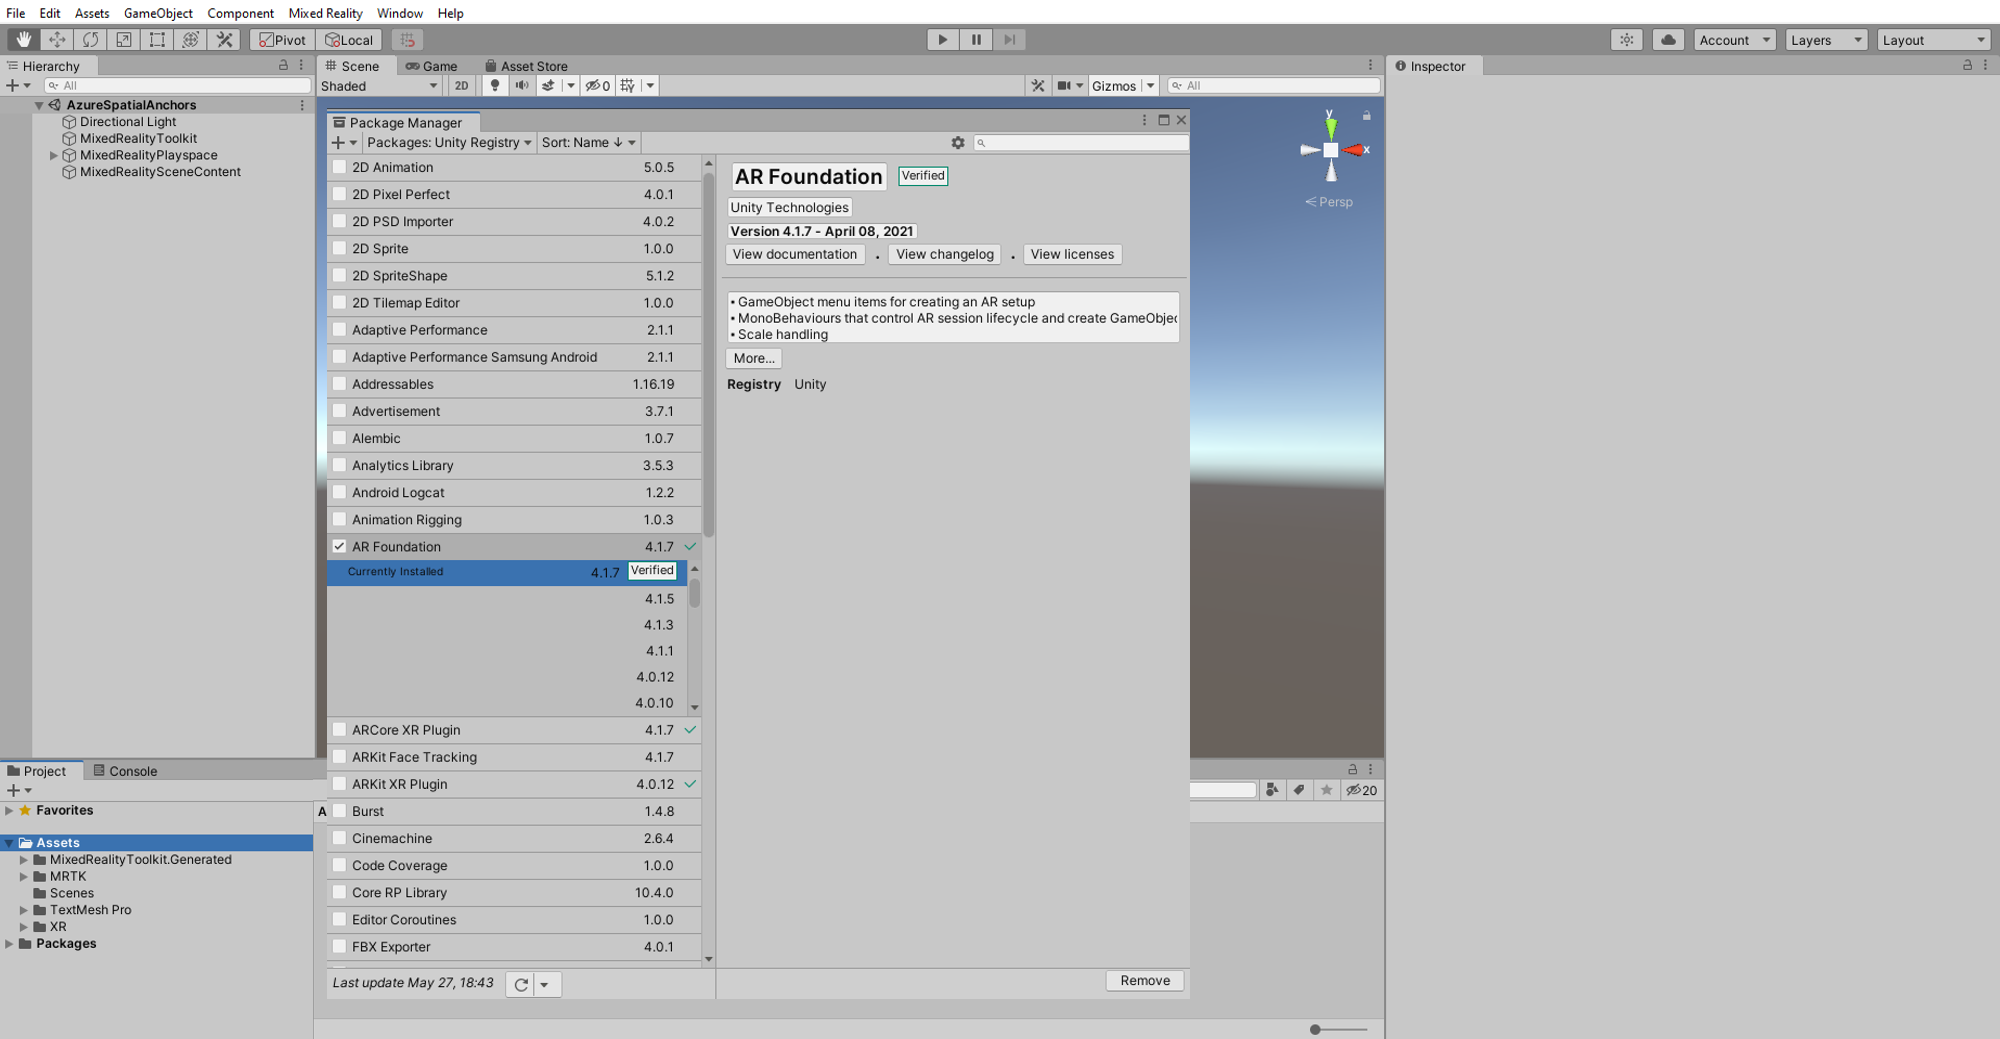 File Edit Assets GameObject Component Mixed Reality Window Help
Pivot Local Account Layers Layout
Hierarchy
All
AzureSpatialAnchors
Directional Light
MixedRealityToolkit
MixedRealityPlayspace
MixedRealitySceneContent
Scene Game Asset Store
Shaded 2D 0 Gizmos All
y
x
Persp
Inspector
Package Manager
Packages: Unity Registry Sort: Name ↓
2D Animation 5.0.5
2D Pixel Perfect 4.0.1
2D PSD Importer 4.0.2
2D Sprite 1.0.0
2D SpriteShape 5.1.2
2D Tilemap Editor 1.0.0
Adaptive Performance 2.1.1
Adaptive Performance Samsung Android 2.1.1
Addressables 1.16.19
Advertisement 3.7.1
Alembic 1.0.7
Analytics Library 3.5.3
Android Logcat 1.2.2
Animation Rigging 1.0.3
AR Foundation 4.1.7
Currently Installed 4.1.7 Verified
4.1.5
4.1.3
4.1.1
4.0.12
4.0.10
ARCore XR Plugin 4.1.7
ARKit Face Tracking 4.1.7
ARKit XR Plugin 4.0.12
Burst 1.4.8
Cinemachine 2.6.4
Code Coverage 1.0.0
Core RP Library 10.4.0
Editor Coroutines 1.0.0
FBX Exporter 4.0.1
Last update May 27, 18:43
AR Foundation Verified
Unity Technologies
Version 4.1.7 - April 08, 2021
View documentation . View changelog . View licenses
• GameObject menu items for creating an AR setup
• MonoBehaviours that control AR session lifecycle and create GameObjec
• Scale handling
More...
Registry Unity
Remove
Project Console
20
Favorites
A
Assets
MixedRealityToolkit.Generated
MRTK
Scenes
TextMesh Pro
XR
Packages